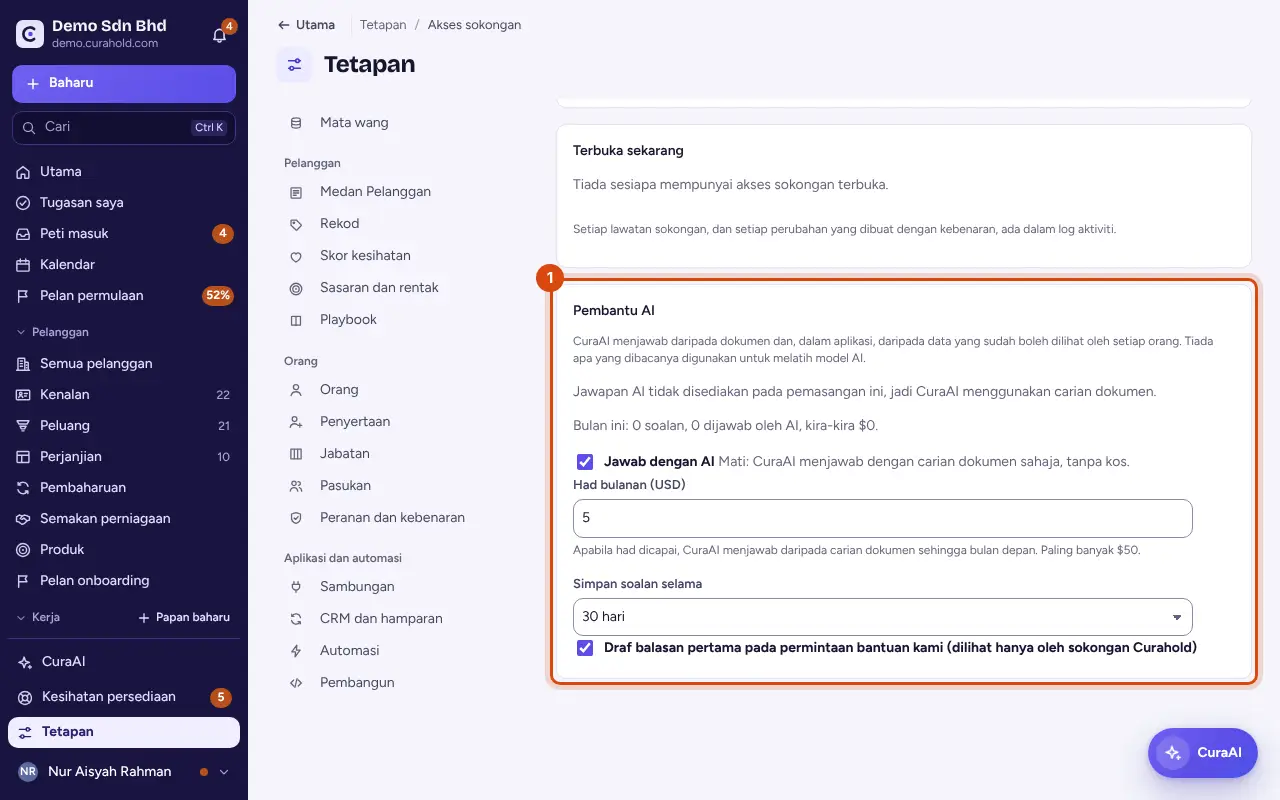 Demo Sdn Bhd
demo.curahold.com
4
Baharu
Cari
Ctrl K
Utama
Tugasan saya
Peti masuk
4
Kalendar
Pelan permulaan
52%
Pelanggan
Semua pelanggan
Kenalan
22
Peluang
21
Perjanjian
10
Pembaharuan
Semakan perniagaan
Produk
Pelan onboarding
Kerja
Papan baharu
CuraAI
Kesihatan persediaan
5
Tetapan
NR
Nur Aisyah Rahman
Utama
Tetapan / Akses sokongan
Tetapan
Mata wang
Pelanggan
Medan Pelanggan
Rekod
Skor kesihatan
Sasaran dan rentak
Playbook
Orang
Orang
Penyertaan
Jabatan
Pasukan
Peranan dan kebenaran
Aplikasi dan automasi
Sambungan
CRM dan hamparan
Automasi
Pembangun
Terbuka sekarang
Tiada sesiapa mempunyai akses sokongan terbuka.
Setiap lawatan sokongan, dan setiap perubahan yang dibuat dengan kebenaran, ada dalam log aktiviti.
1
Pembantu AI
CuraAI menjawab daripada dokumen dan, dalam aplikasi, daripada data yang sudah boleh dilihat oleh setiap orang. Tiada
apa yang dibacanya digunakan untuk melatih model AI.
Jawapan AI tidak disediakan pada pemasangan ini, jadi CuraAI menggunakan carian dokumen.
Bulan ini: 0 soalan, 0 dijawab oleh AI, kira-kira $0.
Jawab dengan AI Mati: CuraAI menjawab dengan carian dokumen sahaja, tanpa kos.
Had bulanan (USD)
5
Apabila had dicapai, CuraAI menjawab daripada carian dokumen sehingga bulan depan. Paling banyak $50.
Simpan soalan selama
30 hari
Draf balasan pertama pada permintaan bantuan kami (dilihat hanya oleh sokongan Curahold)
CuraAI